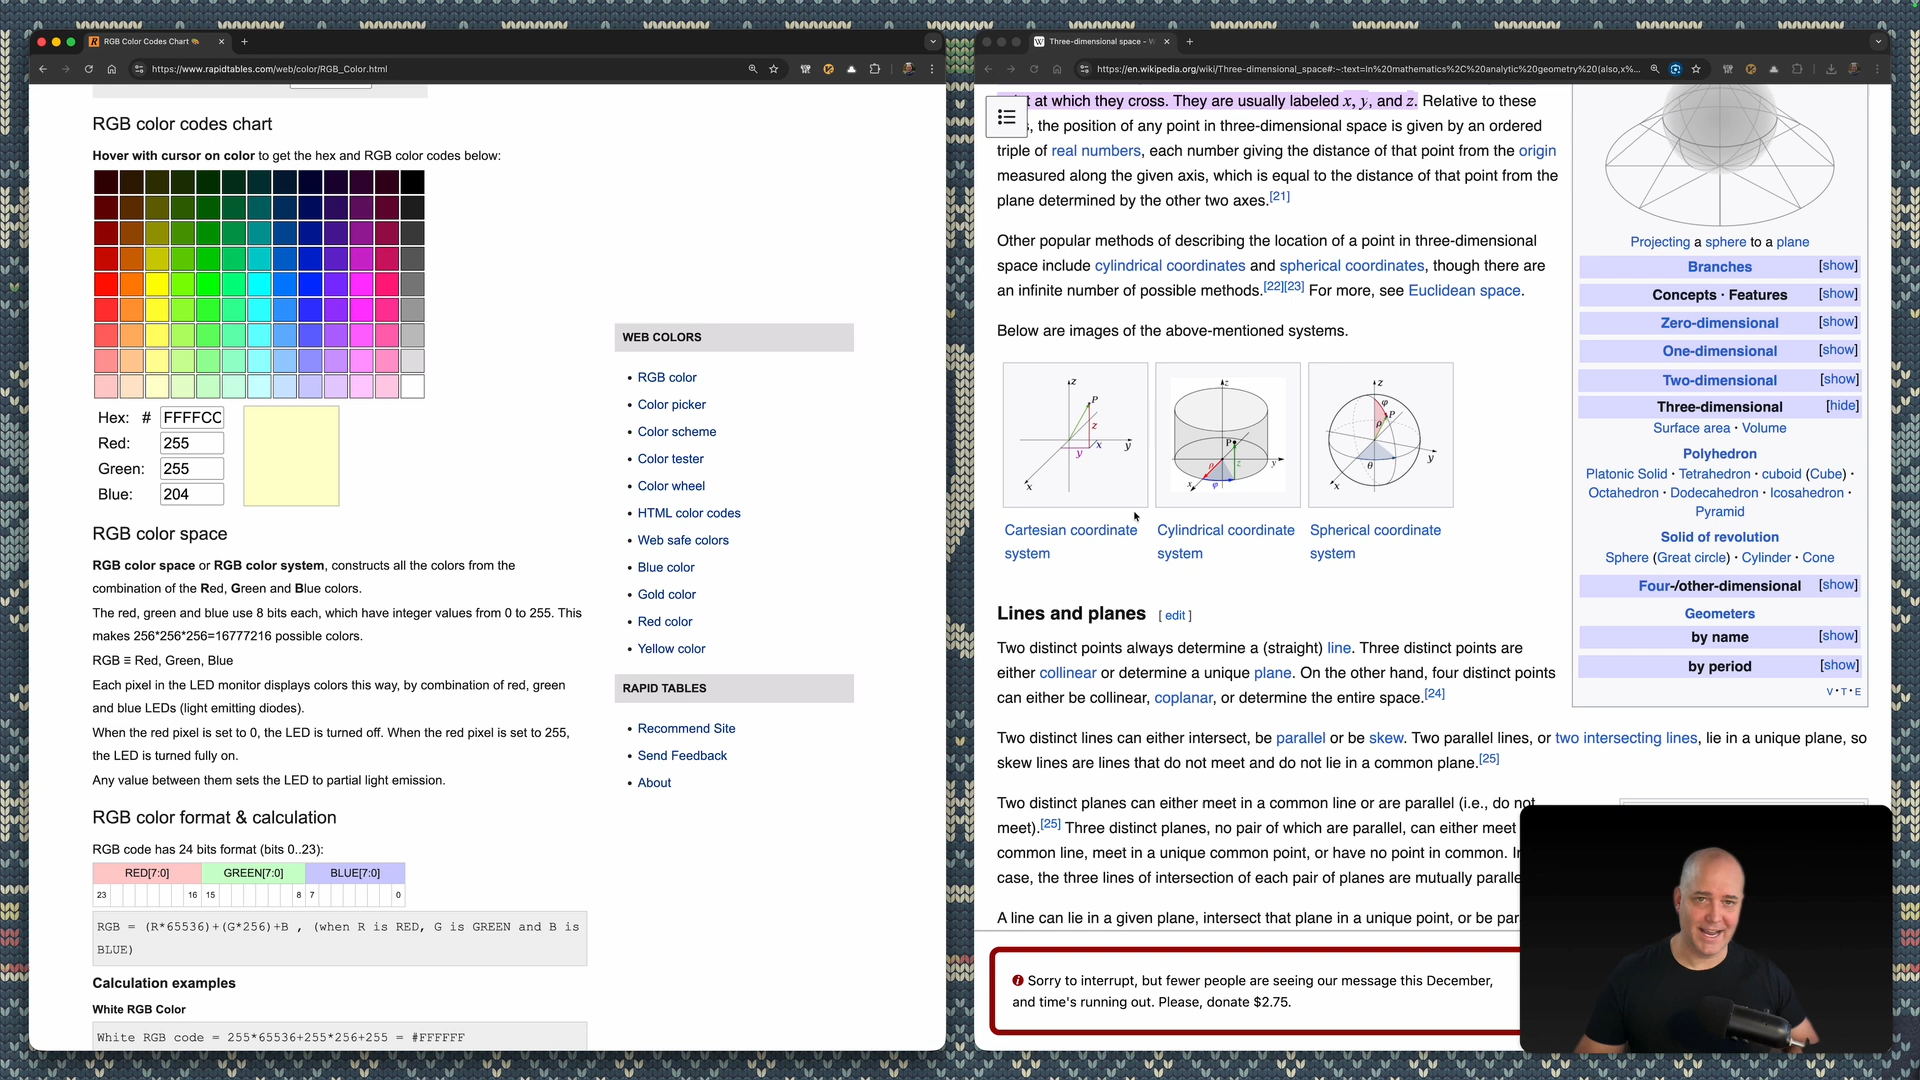 RGB Color Codes Chart
https://www.rapidtables.com/web/color/RGB_Color.html
RGB color codes chart
Hover with cursor on color to get the hex and RGB color codes below:
Hex: # FFFFCC
Red: 255
Green: 255
Blue: 204
RGB color space
RGB color space or RGB color system, constructs all the colors from the
combination of the Red, Green and Blue colors.
The red, green and blue use 8 bits each, which have integer values from 0 to 255. This
makes 256*256*256=16777216 possible colors.
RGB ≡ Red, Green, Blue
Each pixel in the LED monitor displays colors this way, by combination of red, green
and blue LEDs (light emitting diodes).
When the red pixel is set to 0, the LED is turned off. When the red pixel is set to 255,
the LED is turned fully on.
Any value between them sets the LED to partial light emission.
RGB color format & calculation
RGB code has 24 bits format (bits 0..23):
RED[7:0] GREEN[7:0] BLUE[7:0]
23 16 15 8 7 0
RGB = (R*65536)+(G*256)+B , (when R is RED, G is GREEN and B is
BLUE)
Calculation examples
White RGB Color
White RGB code = 255*65536+255*256+255 = #FFFFFF
WEB COLORS
RGB color
Color picker
Color scheme
Color tester
Color wheel
HTML color codes
Web safe colors
Blue color
Gold color
Red color
Yellow color
RAPID TABLES
Recommend Site
Send Feedback
About
Three-dimensional space - W
https://en.wikipedia.org/wiki/Three-dimensional_space#:~:text=In%20mathematics%2C%20analytic%20geometry%20(also,x%...
at which they cross. They are usually labeled x, y, and z. Relative to these
, the position of any point in three-dimensional space is given by an ordered
triple of real numbers, each number giving the distance of that point from the origin
measured along the given axis, which is equal to the distance of that point from the
plane determined by the other two axes.[21]
Other popular methods of describing the location of a point in three-dimensional
space include cylindrical coordinates and spherical coordinates, though there are
an infinite number of possible methods.[22][23] For more, see Euclidean space.
Below are images of the above-mentioned systems.
z P z x y y x
z P z ρ φ y x
z φ P ρ θ y x
Cartesian coordinate
system
Cylindrical coordinate
system
Spherical coordinate
system
Lines and planes [ edit ]
Two distinct points always determine a (straight) line. Three distinct points are
either collinear or determine a unique plane. On the other hand, four distinct points
can either be collinear, coplanar, or determine the entire space.[24]
Two distinct lines can either intersect, be parallel or be skew. Two parallel lines, or two intersecting lines, lie in a unique plane, so
skew lines are lines that do not meet and do not lie in a common plane.[25]
Two distinct planes can either meet in a common line or are parallel (i.e., do not
meet).[25] Three distinct planes, no pair of which are parallel, can either meet
common line, meet in a unique common point, or have no point in common. In
case, the three lines of intersection of each pair of planes are mutually paralle
A line can lie in a given plane, intersect that plane in a unique point, or be par
Sorry to interrupt, but fewer people are seeing our message this December,
and time's running out. Please, donate $2.75.
Projecting a sphere to a plane
Branches [show]
Concepts · Features [show]
Zero-dimensional [show]
One-dimensional [show]
Two-dimensional [show]
Three-dimensional [hide]
Surface area · Volume
Polyhedron
Platonic Solid · Tetrahedron · cuboid (Cube) ·
Octahedron · Dodecahedron · Icosahedron ·
Pyramid
Solid of revolution
Sphere (Great circle) · Cylinder · Cone
Four-/other-dimensional [show]
Geometers
by name [show]
by period [show]
V · T · E